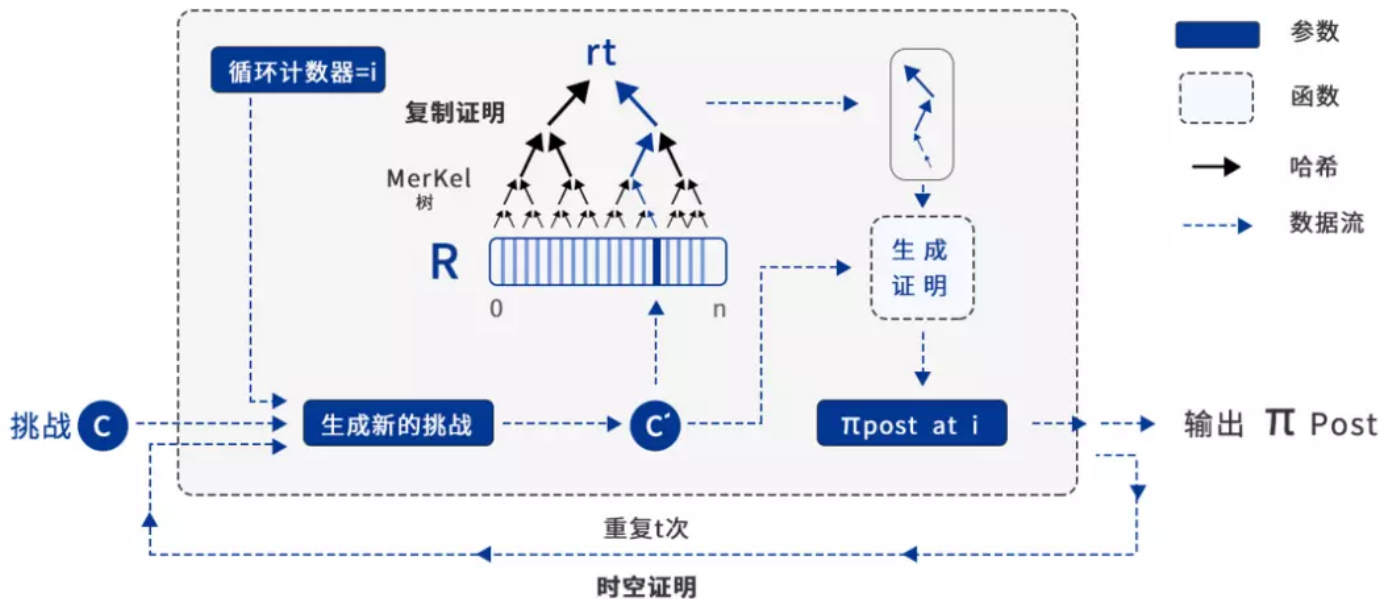 循环计数器=i
rt
复制证明
MerKel
树
R
0
n
参数
函数
哈希
数据流
生成
证明
挑战 C
生成新的挑战
C´
πpost at i
输出 π Post
重复t次
时空证明